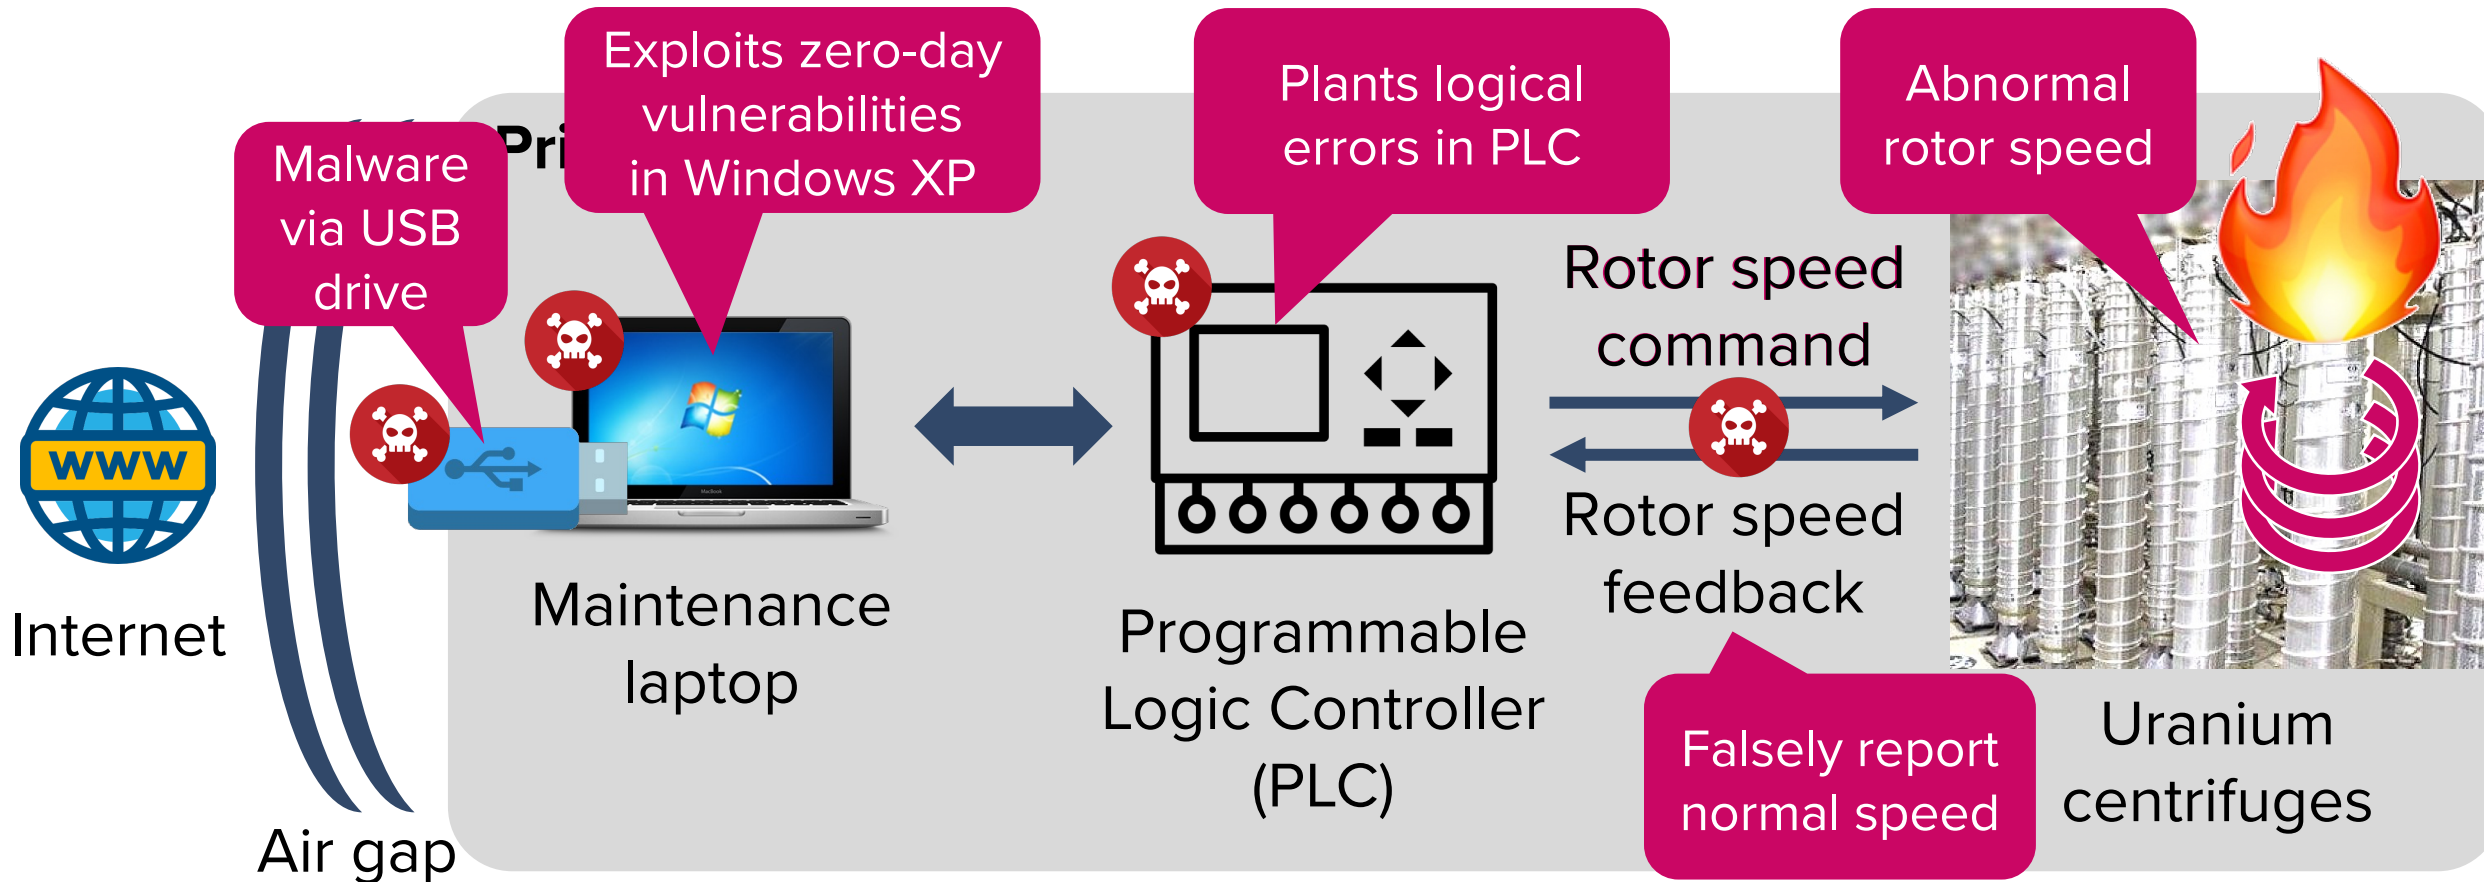 Malware
via USB
drive
Exploits zero-day
vulnerabilities
in Windows XP
Plants logical
errors in PLC
Abnormal
rotor speed
Rotor speed
command
Rotor speed
feedback
Falsely report
normal speed
WWW
Internet
Air gap
MacBook
Maintenance
laptop
Programmable
Logic Controller
(PLC)
Uranium
centrifuges